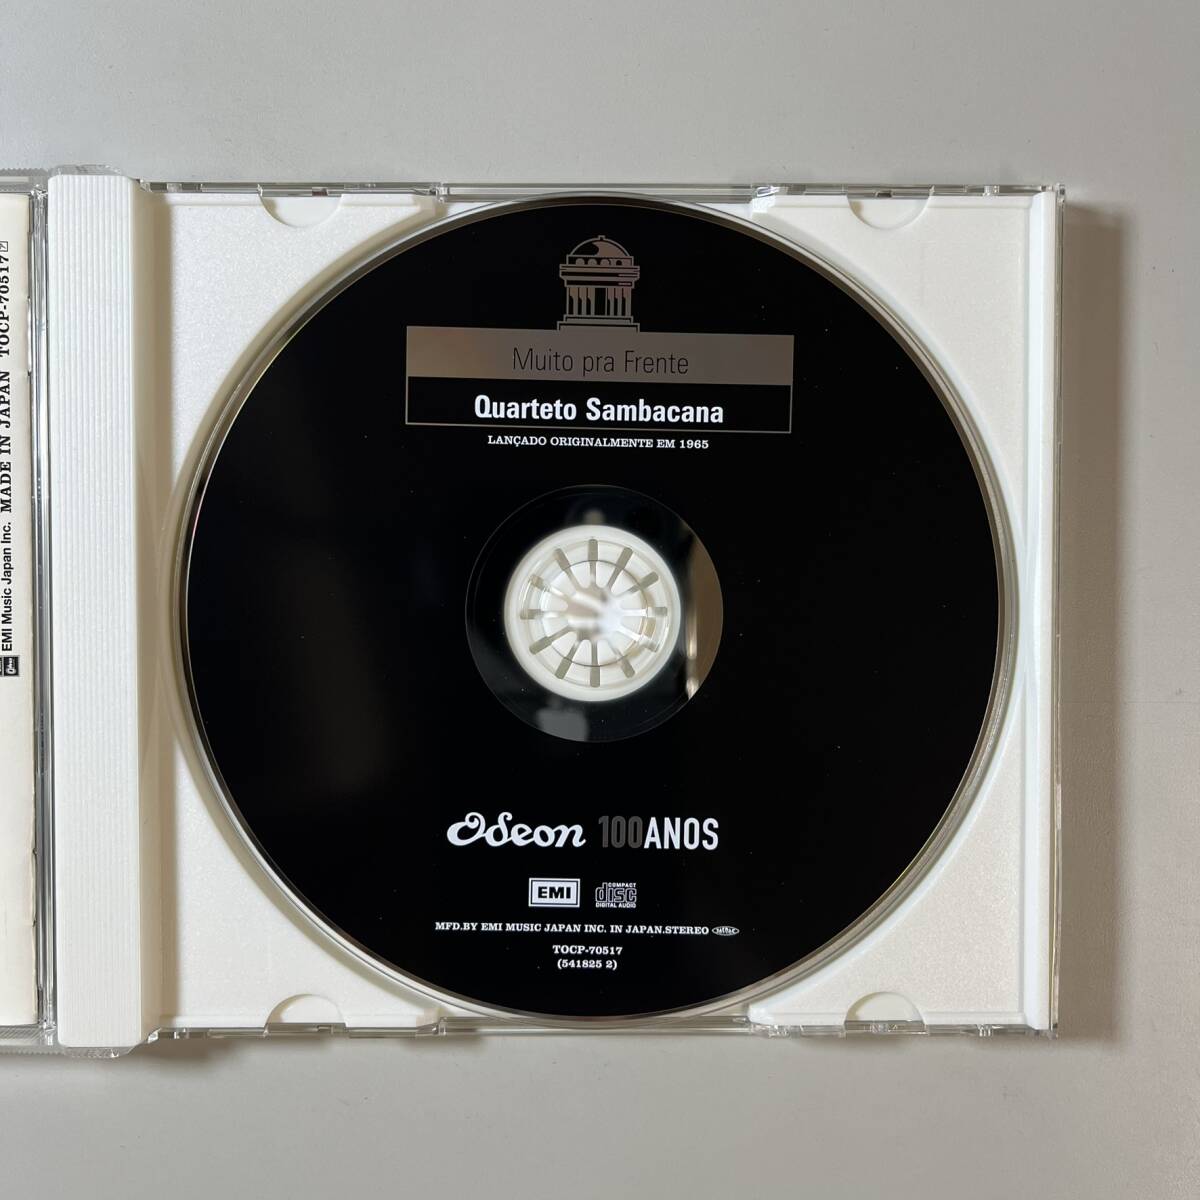 EMI Music Japan Inc. MADE IN JAPAN TOCP-70517
Muito pra Frente
Quarteto Sambacana
LANÇADO ORIGINALMENTE EM 1965
Odeon 100ANOS
EMI
COMPACT
disc
DIGITAL AUDIO
MFD.BY EMI MUSIC JAPAN INC. IN JAPAN.STEREO
TOCP-70517
(541825 2)